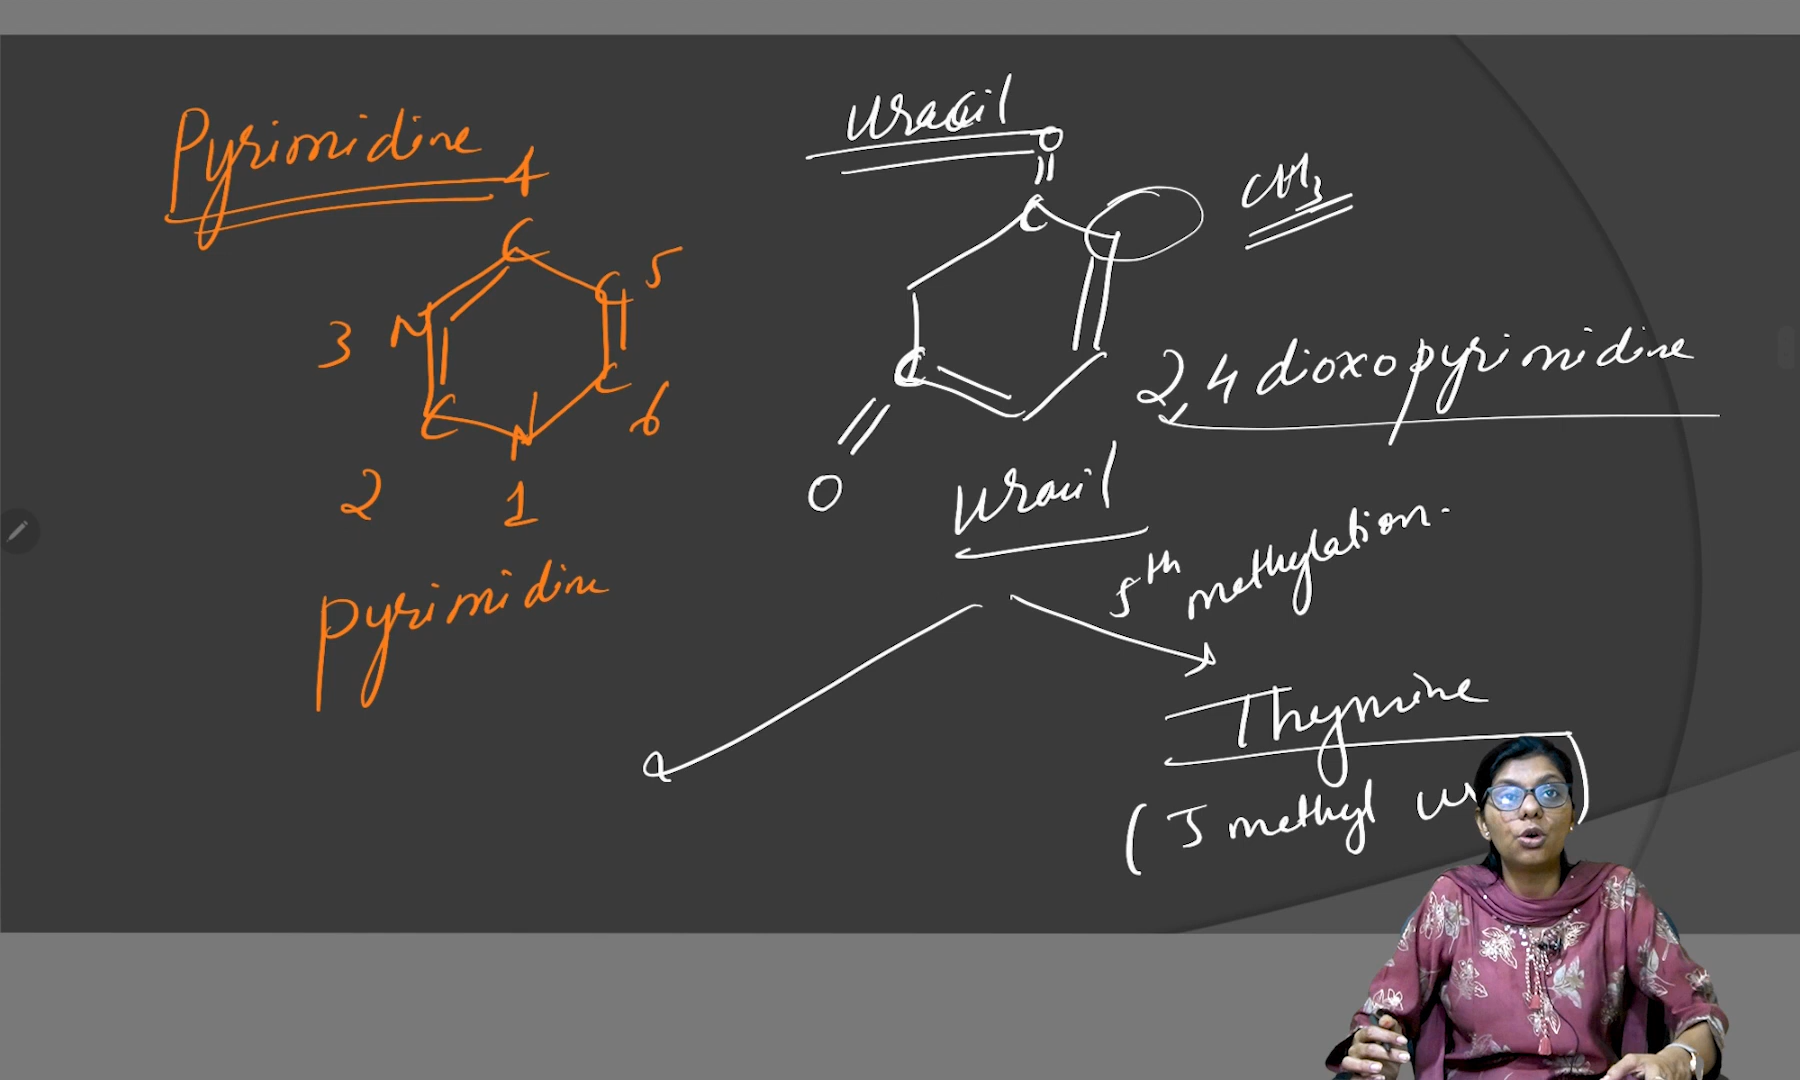 Pyrimidine
4
C
C 5
3 N
C
C 6
N
2 1
pyrimidine
Uracil
O
C
CH3
C
O
2,4 dioxopyrimidine
Uracil
5th methylation.
Thymine
(5 methyl u )